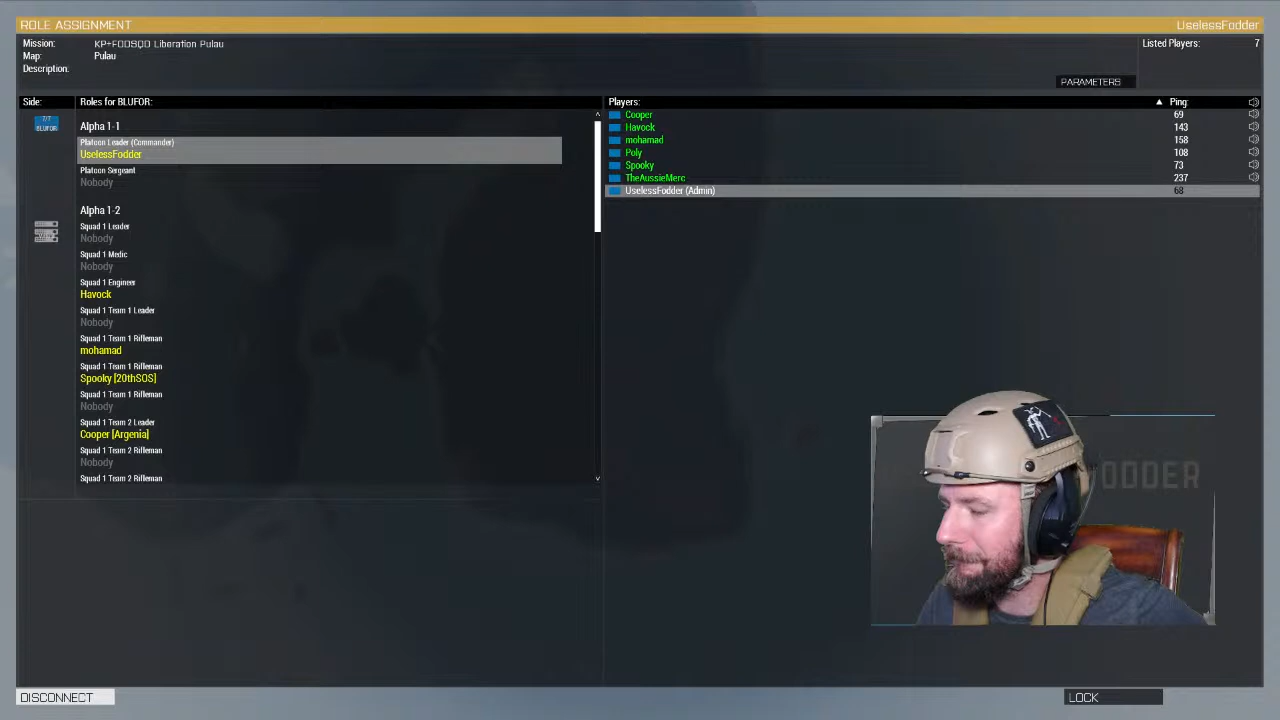 ROLE ASSIGNMENT
UselessFodder
Mission:
KP+FODSQD Liberation Pulau
Map:
Pulau
Description:
Listed Players:
7
PARAMETERS
Side:
Roles for BLUFOR:
7/7
BLUFOR
Alpha 1-1
Platoon Leader (Commander)
UselessFodder
Platoon Sergeant
Nobody
Alpha 1-2
Squad 1 Leader
Nobody
Squad 1 Medic
Nobody
Squad 1 Engineer
Havock
Squad 1 Team 1 Leader
Nobody
Squad 1 Team 1 Rifleman
mohamad
Squad 1 Team 1 Rifleman
Spooky [20thSOS]
Squad 1 Team 1 Rifleman
Nobody
Squad 1 Team 2 Leader
Cooper [Argenia]
Squad 1 Team 2 Rifleman
Nobody
Squad 1 Team 2 Rifleman
Players:
Ping:
Cooper 69
Havock 143
mohamad 158
Poly 108
Spooky 73
TheAussieMerc 237
UselessFodder (Admin) 68
ODDER
DISCONNECT
LOCK